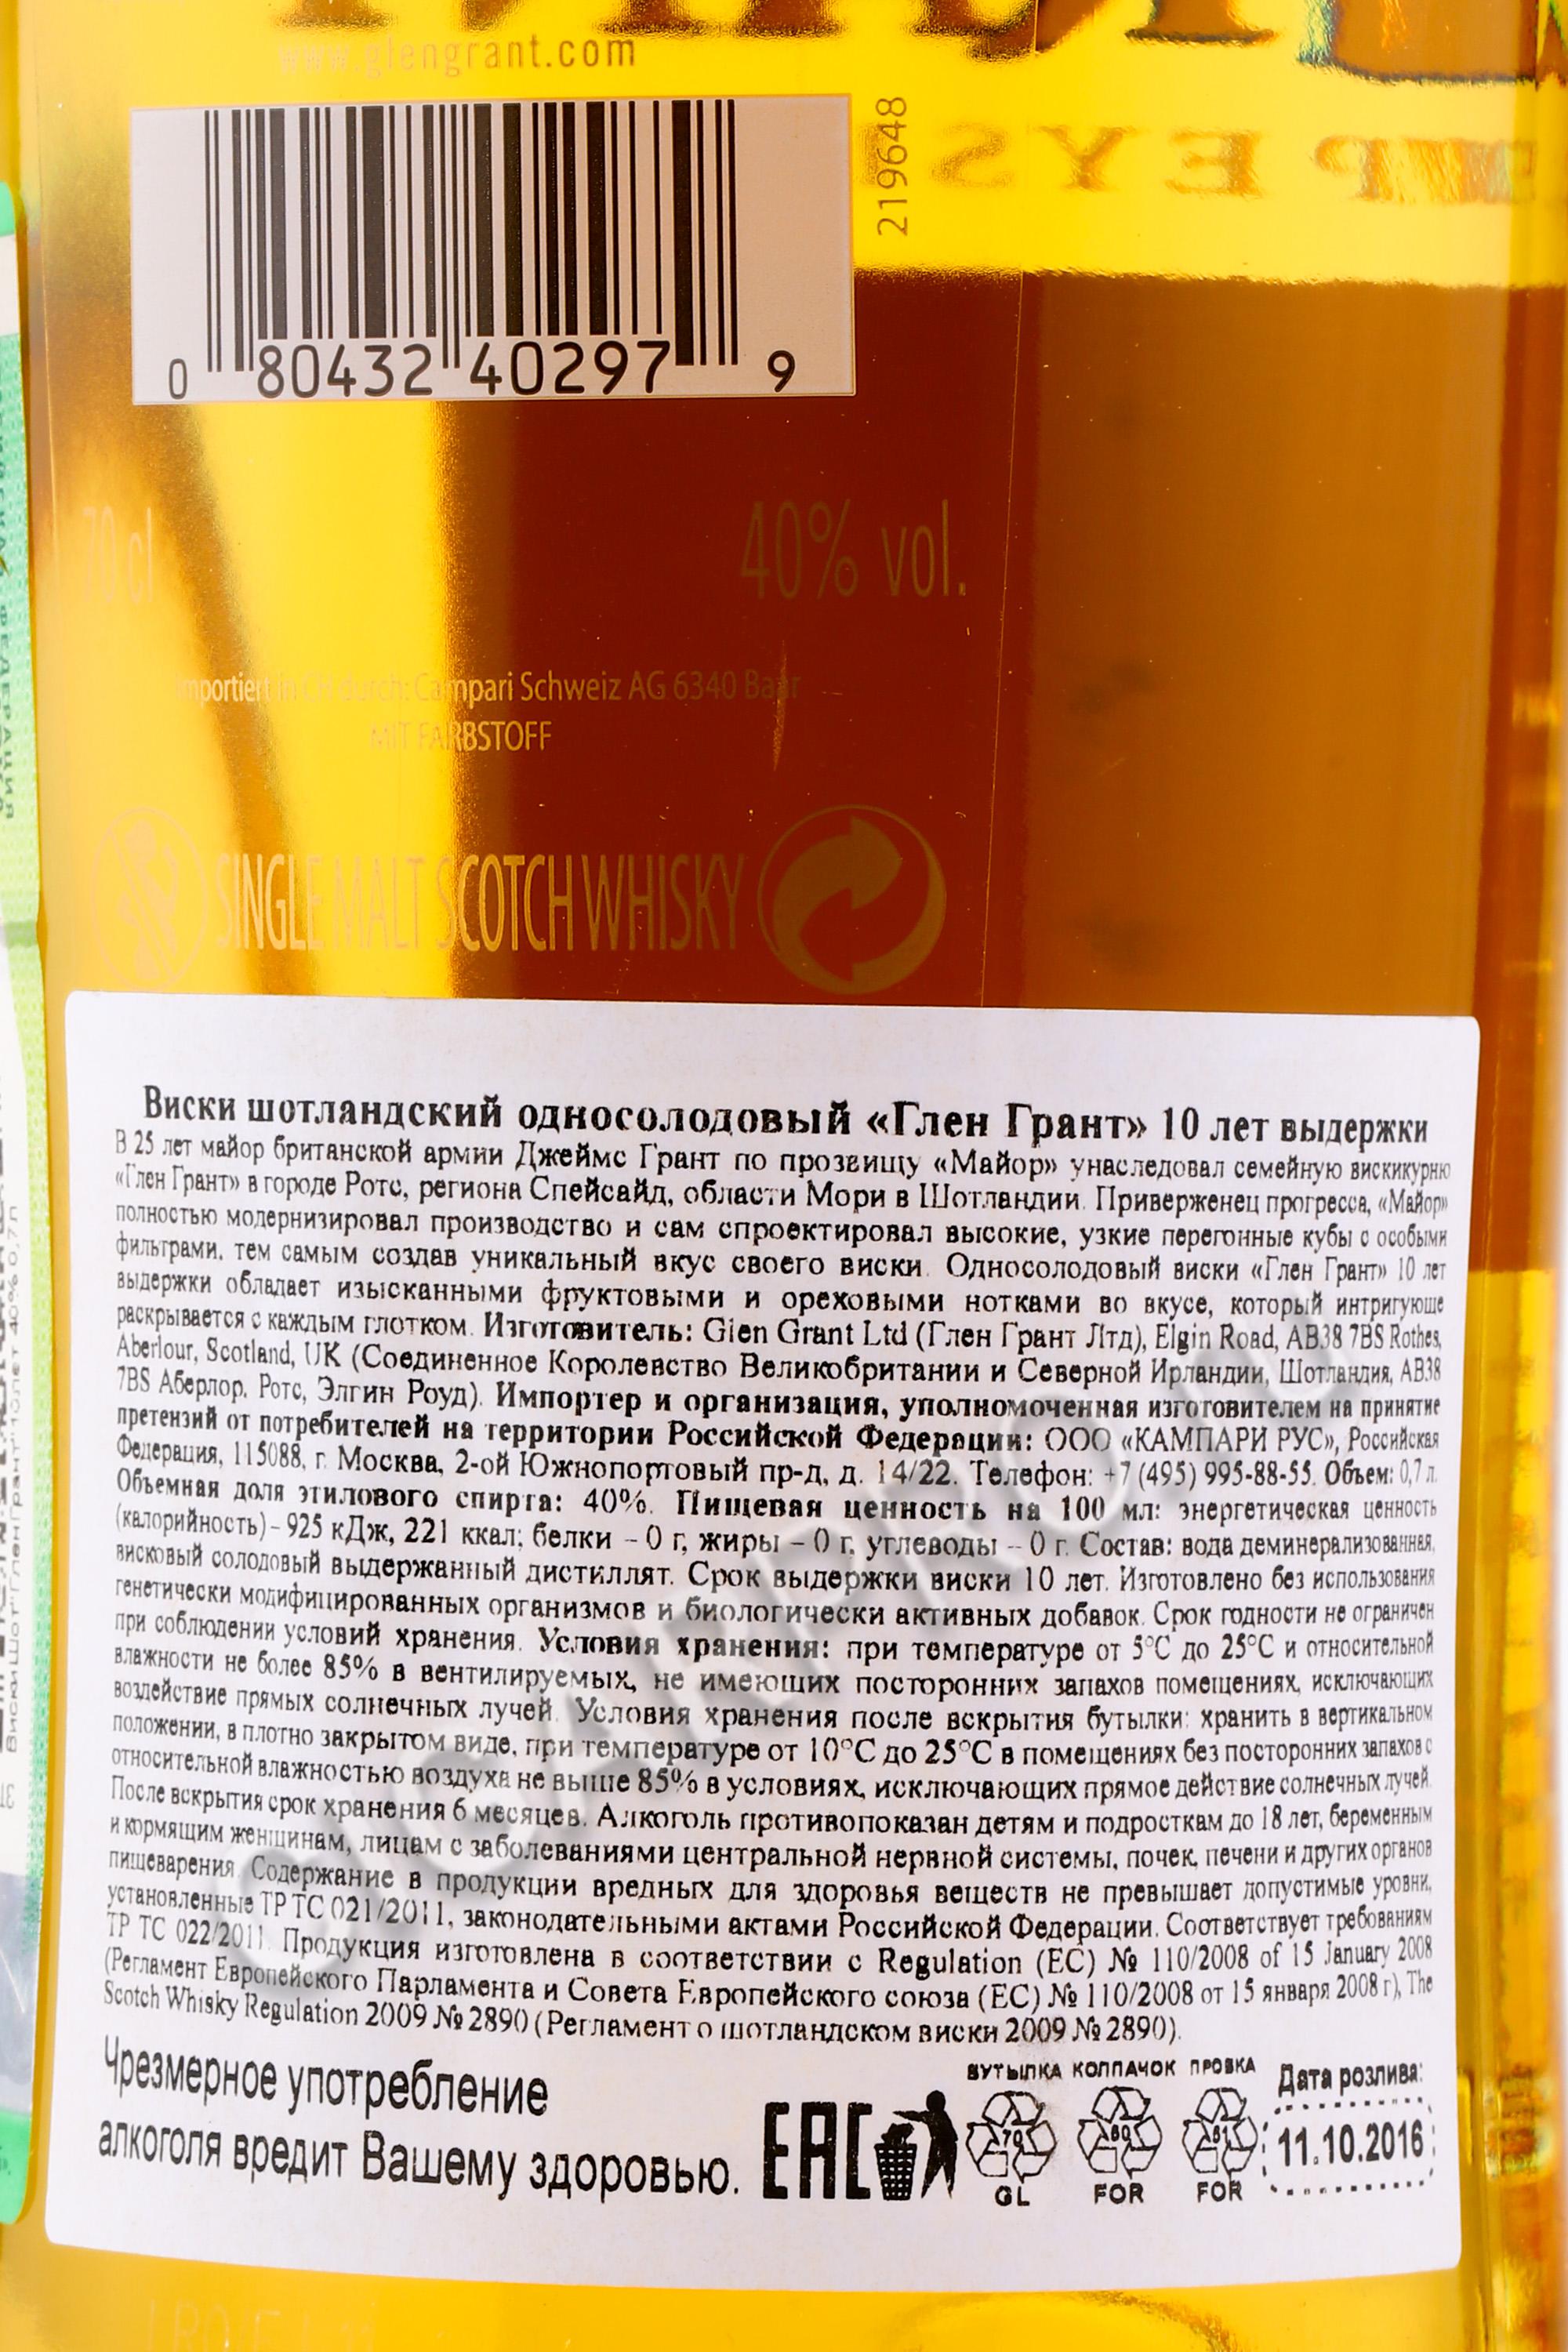 www.glengrant.com
219648
SPEYS
0 80432 40297 9
70 cl
40% vol.
Importiert in CH durch: Campari Schweiz AG 6340 Baar
MIT FARBSTOFF
SINGLE MALT SCOTCH WHISKY
Виски шотландский односолодовый «Глен Грант» 10 лет выдержки
В 25 лет майор британской армии Джеймс Грант по прозвищу «Майор» унаследовал семейную вискикурню
«Глен Грант» в городе Ротс, региона Спейсайд, области Мори в Шотландии. Приверженец прогресса, «Майор»
полностью модернизировал производство и сам спроектировал высокие, узкие перегонные кубы с особыми
фильтрами, тем самым создав уникальный вкус своего виски. Односолодовый виски «Глен Грант» 10 лет
выдержки обладает изысканными фруктовыми и ореховыми нотками во вкусе, который интригующе
раскрывается с каждым глотком. Изготовитель: Glen Grant Ltd (Глен Грант Лтд), Elgin Road, AB38 7BS Rothes,
Aberlour, Scotland, UK (Соединенное Королевство Великобритании и Северной Ирландии, Шотландия, AB38
7BS Аберлор, Ротс, Элгин Роуд). Импортер и организация, уполномоченная изготовителем на принятие
претензий от потребителей на территории Российской Федерации: ООО «КАМПАРИ РУС», Российская
Федерация, 115088, г. Москва, 2-ой Южнопортовый пр-д, д. 14/22. Телефон: +7 (495) 995-88-55. Объем: 0,7 л.
Объемная доля этилового спирта: 40%. Пищевая ценность на 100 мл: энергетическая ценность
(калорийность) - 925 кДж, 221 ккал; белки – 0 г, жиры – 0 г, углеводы – 0 г. Состав: вода деминерализованная,
висковый солодовый выдержанный дистиллят. Срок выдержки виски 10 лет. Изготовлено без использования
генетически модифицированных организмов и биологически активных добавок. Срок годности не ограничен
при соблюдении условий хранения. Условия хранения: при температуре от 5°С до 25°С и относительной
влажности не более 85% в вентилируемых, не имеющих посторонних запахов помещениях, исключающих
воздействие прямых солнечных лучей. Условия хранения после вскрытия бутылки: хранить в вертикальном
положении, в плотно закрытом виде, при температуре от 10°С до 25°С в помещениях без посторонних запахов с
относительной влажностью воздуха не выше 85% в условиях, исключающих прямое действие солнечных лучей.
После вскрытия срок хранения 6 месяцев. Алкоголь противопоказан детям и подросткам до 18 лет, беременным
и кормящим женщинам, лицам с заболеваниями центральной нервной системы, почек, печени и других органов
пищеварения. Содержание в продукции вредных для здоровья веществ не превышает допустимые уровни,
установленные ТР ТС 021/2011, законодательными актами Российской Федерации. Соответствует требованиям
ТР ТС 022/2011. Продукция изготовлена в соответствии с Regulation (EC) № 110/2008 of 15 January 2008
(Регламент Европейского Парламента и Совета Европейского союза (ЕС) № 110/2008 от 15 января 2008 г), The
Scotch Whisky Regulation 2009 № 2890 (Регламент о шотландском виски 2009 № 2890).
Чрезмерное употребление
алкоголя вредит Вашему здоровью.
EAC
БУТЫЛКА КОЛПАЧОК ПРОБКА
70
GL
FOR
FOR
Дата розлива:
11.10.2016